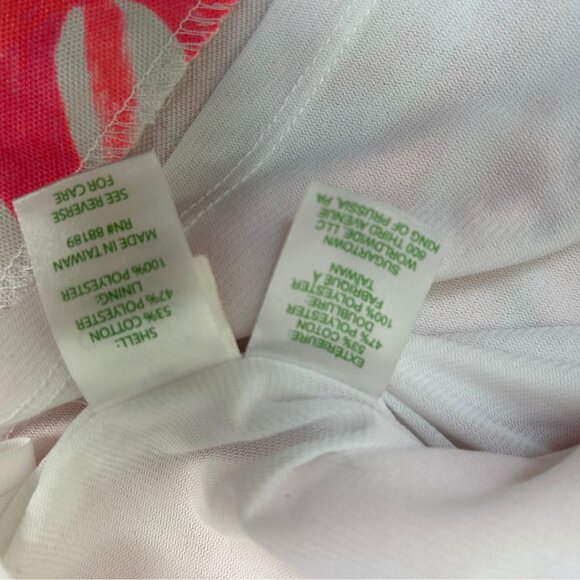 SHELL:
53% COTTON
47% POLYESTER
LINING:
100% POLYESTER
MADE IN TAIWAN
RN# 88189
SEE REVERSE
FOR CARE
EXTERIEURE:
53% COTON
47% POLYESTER
DOUBLURE:
100% POLYESTER
FABRIQUE À
TAIWAN
SUGARTOWN
WORLDWIDE LLC
800 THIRD AVENUE
KING OF PRUSSIA, PA